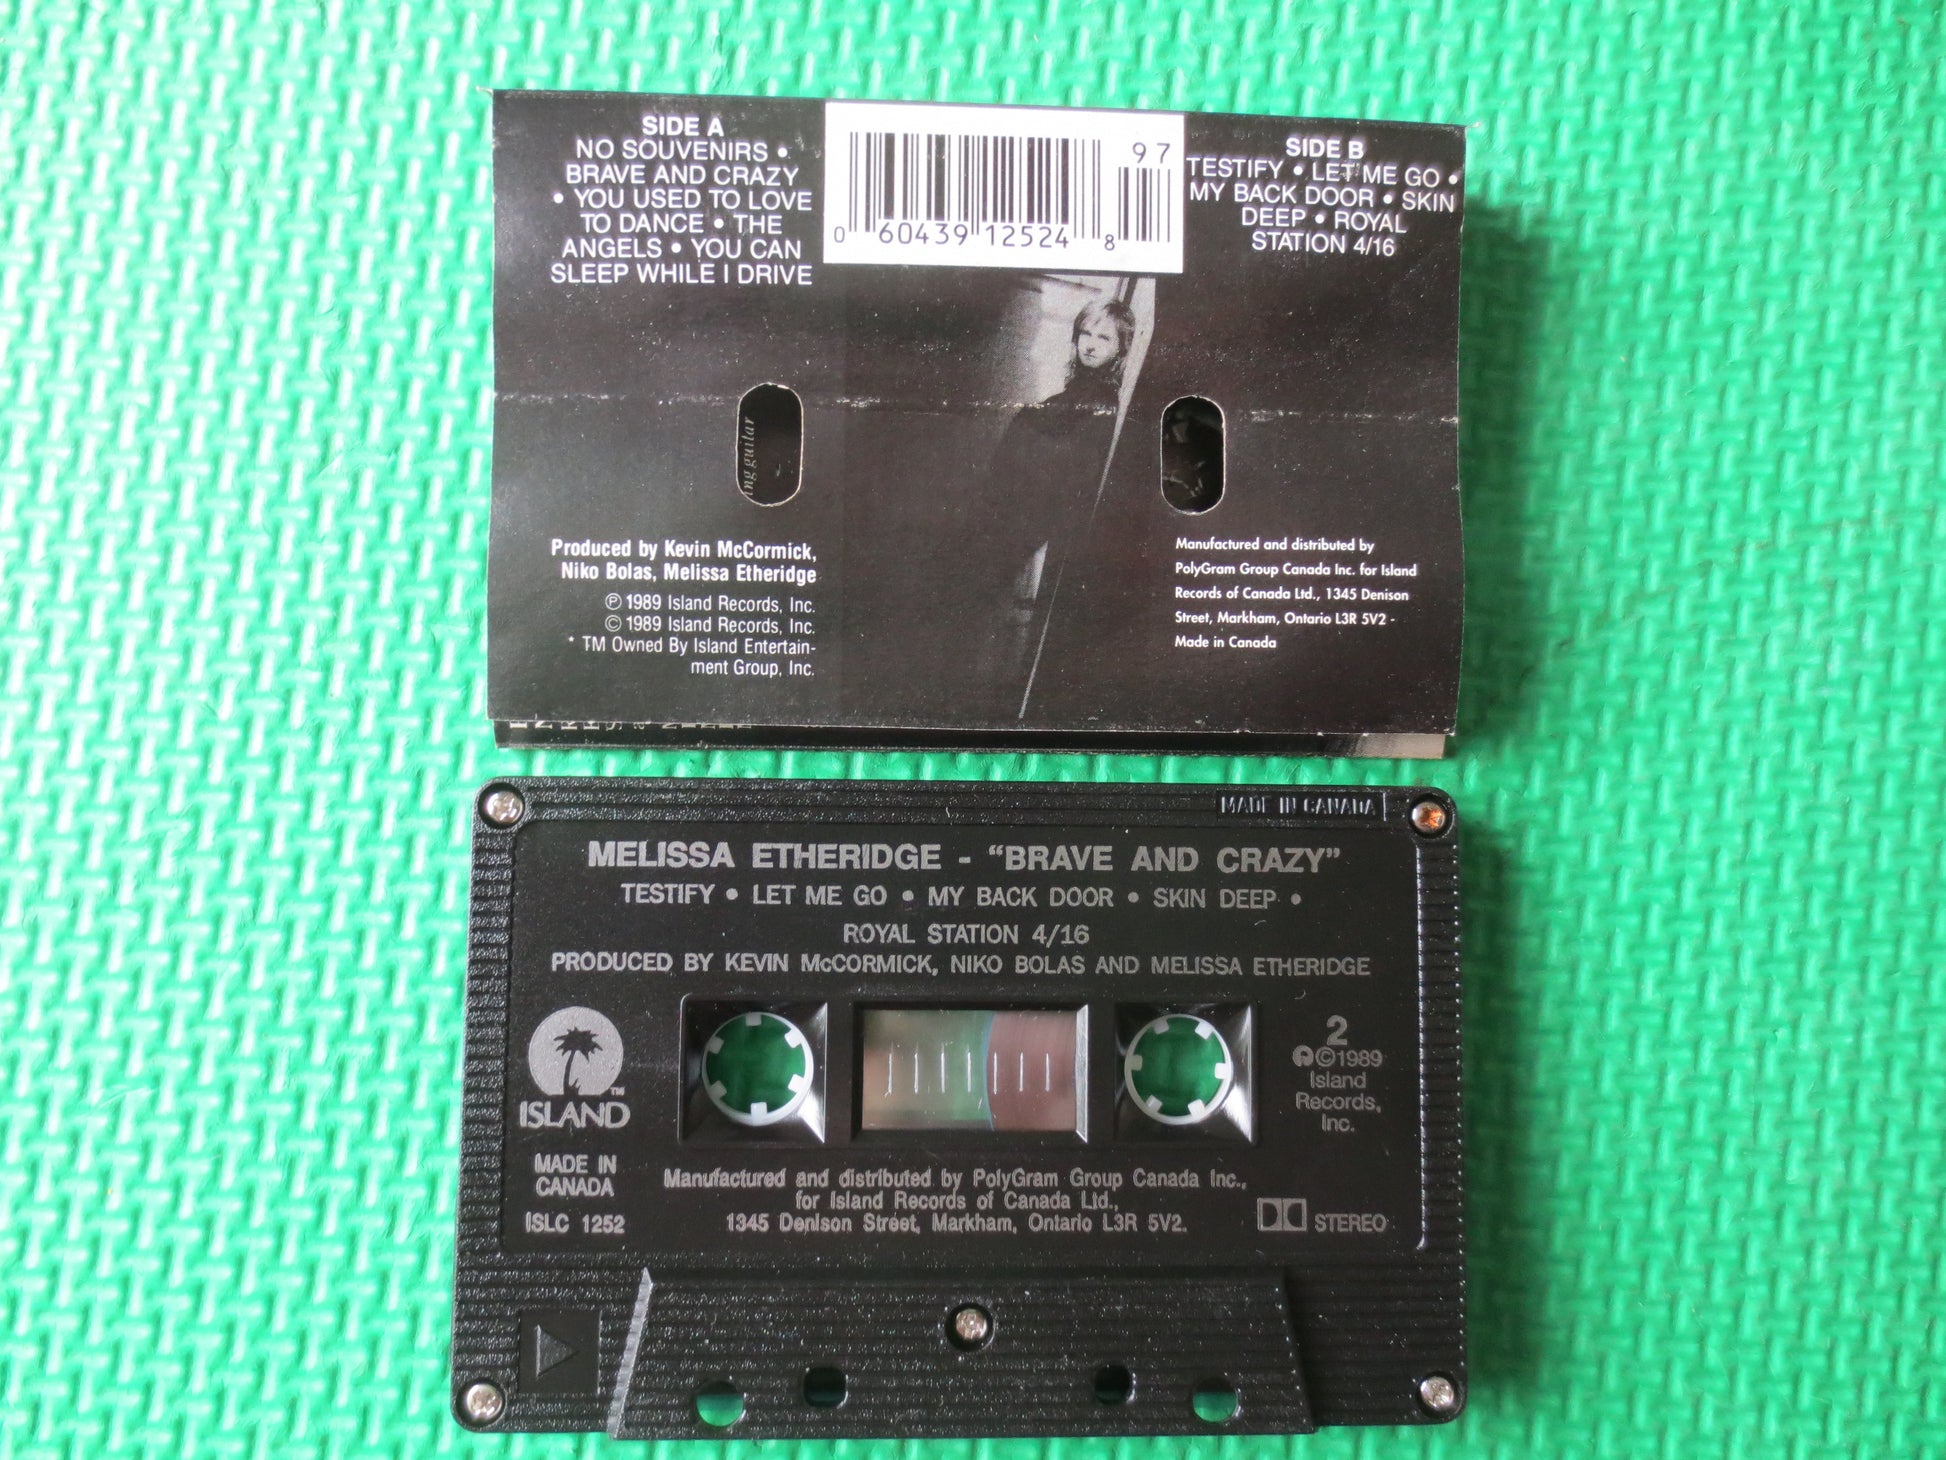 SIDE A
NO SOUVENIRS •
BRAVE AND CRAZY
• YOU USED TO LOVE
TO DANCE • THE
ANGELS • YOU CAN
SLEEP WHILE I DRIVE
97
0 60439 12524 8
SIDE B
TESTIFY • LET ME GO •
MY BACK DOOR • SKIN
DEEP • ROYAL
STATION 4/16
ing guitar
Produced by Kevin McCormick,
Niko Bolas, Melissa Etheridge
℗ 1989 Island Records, Inc.
© 1989 Island Records, Inc.
* TM Owned By Island Entertain-
ment Group, Inc.
Manufactured and distributed by
PolyGram Group Canada Inc. for Island
Records of Canada Ltd., 1345 Denison
Street, Markham, Ontario L3R 5V2 -
Made in Canada
MADE IN CANADA
MELISSA ETHERIDGE - “BRAVE AND CRAZY”
TESTIFY • LET ME GO • MY BACK DOOR • SKIN DEEP •
ROYAL STATION 4/16
PRODUCED BY KEVIN McCORMICK, NIKO BOLAS AND MELISSA ETHERIDGE
TM
ISLAND
MADE IN
CANADA
ISLC 1252
2
℗©1989
Island
Records,
Inc.
Manufactured and distributed by PolyGram Group Canada Inc.,
for Island Records of Canada Ltd.,
1345 Denison Street, Markham, Ontario L3R 5V2.
STEREO